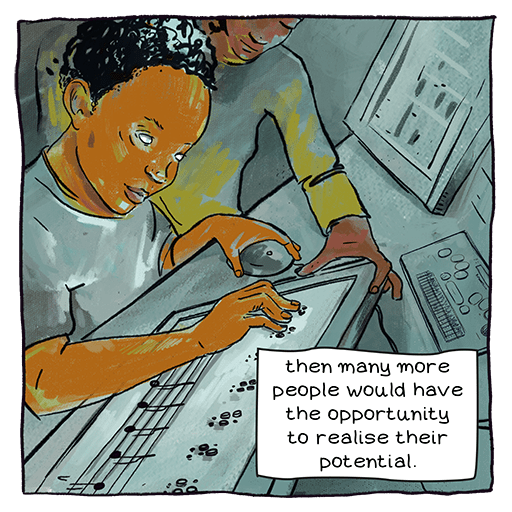 then many more
people would have
the opportunity
to realise their
potential.